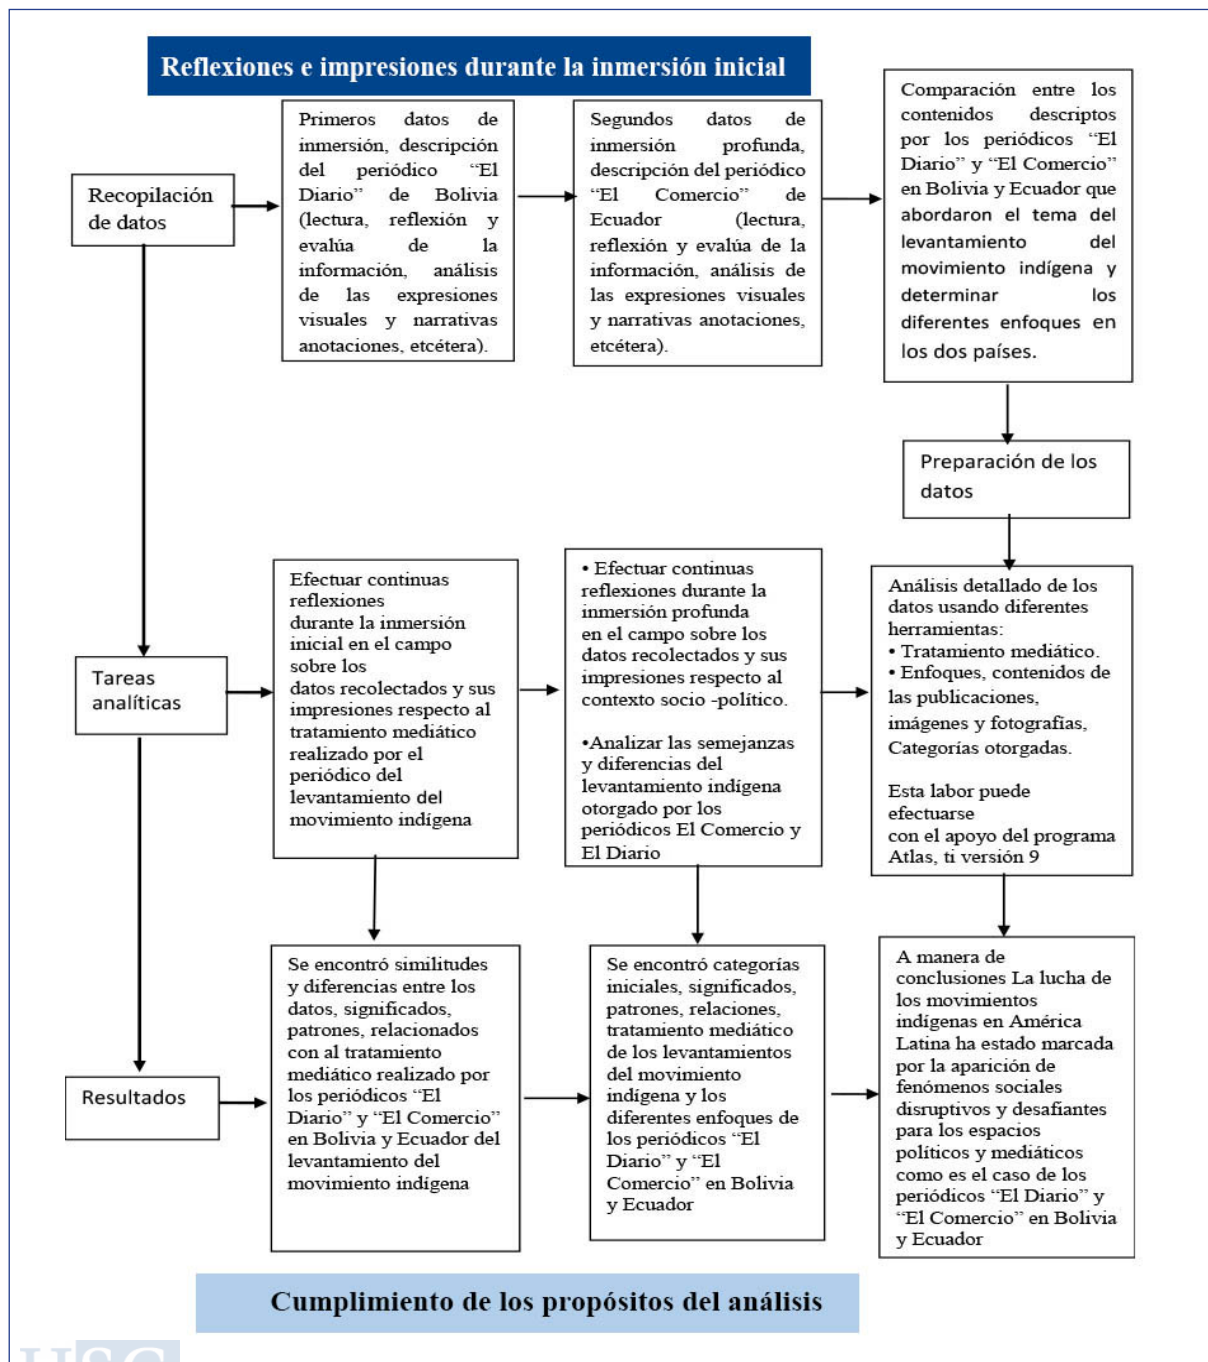 Reflexiones e impresiones durante la inmersión inicial
Recopilación
de datos
Primeros datos de
inmersión, descripción
del periódico “El
Diario” de Bolivia
(lectura, reflexión y
evalúa de la
información, análisis
de las expresiones
visuales y narrativas
anotaciones, etcétera).
Segundos datos de
inmersión profunda,
descripción del periódico
“El Comercio” de
Ecuador (lectura,
reflexión y evalúa de la
información, análisis de
las expresiones visuales
y narrativas anotaciones,
etcétera).
Comparación entre los
contenidos descriptos
por los periódicos “El
Diario” y “El Comercio”
en Bolivia y Ecuador que
abordaron el tema del
levantamiento del
movimiento indígena y
determinar los
diferentes enfoques en
los dos países.
Preparación de los
datos
Tareas
analíticas
Efectuar continuas
reflexiones
durante la inmersión
inicial en el campo
sobre los
datos recolectados y sus
impresiones respecto al
tratamiento mediático
realizado por el
periódico del
levantamiento del
movimiento indígena
• Efectuar continuas
reflexiones durante la
inmersión profunda
en el campo sobre los
datos recolectados y sus
impresiones respecto al
contexto socio -político.
•Analizar las semejanzas
y diferencias del
levantamiento indígena
otorgado por los
periódicos El Comercio y
El Diario
Análisis detallado de los
datos usando diferentes
herramientas:
• Tratamiento mediático.
• Enfoques, contenidos de
las publicaciones,
imágenes y fotografías,
Categorías otorgadas.
Esta labor puede
efectuarse
con el apoyo del programa
Atlas, ti versión 9
Resultados
Se encontró similitudes
y diferencias entre los
datos, significados,
patrones, relacionados
con al tratamiento
mediático realizado por
los periódicos “El
Diario” y “El Comercio”
en Bolivia y Ecuador del
levantamiento del
movimiento indígena
Se encontró categorías
iniciales, significados,
patrones, relaciones,
tratamiento mediático
de los levantamientos
del movimiento
indígena y los
diferentes enfoques de
los periódicos “El
Diario” y “El
Comercio” en Bolivia
y Ecuador
A manera de
conclusiones La lucha de
los movimientos
indígenas en América
Latina ha estado marcada
por la aparición de
fenómenos sociales
disruptivos y desafiantes
para los espacios
políticos y mediáticos
como es el caso de los
periódicos “El Diario” y
“El Comercio” en Bolivia
y Ecuador
Cumplimiento de los propósitos del análisis